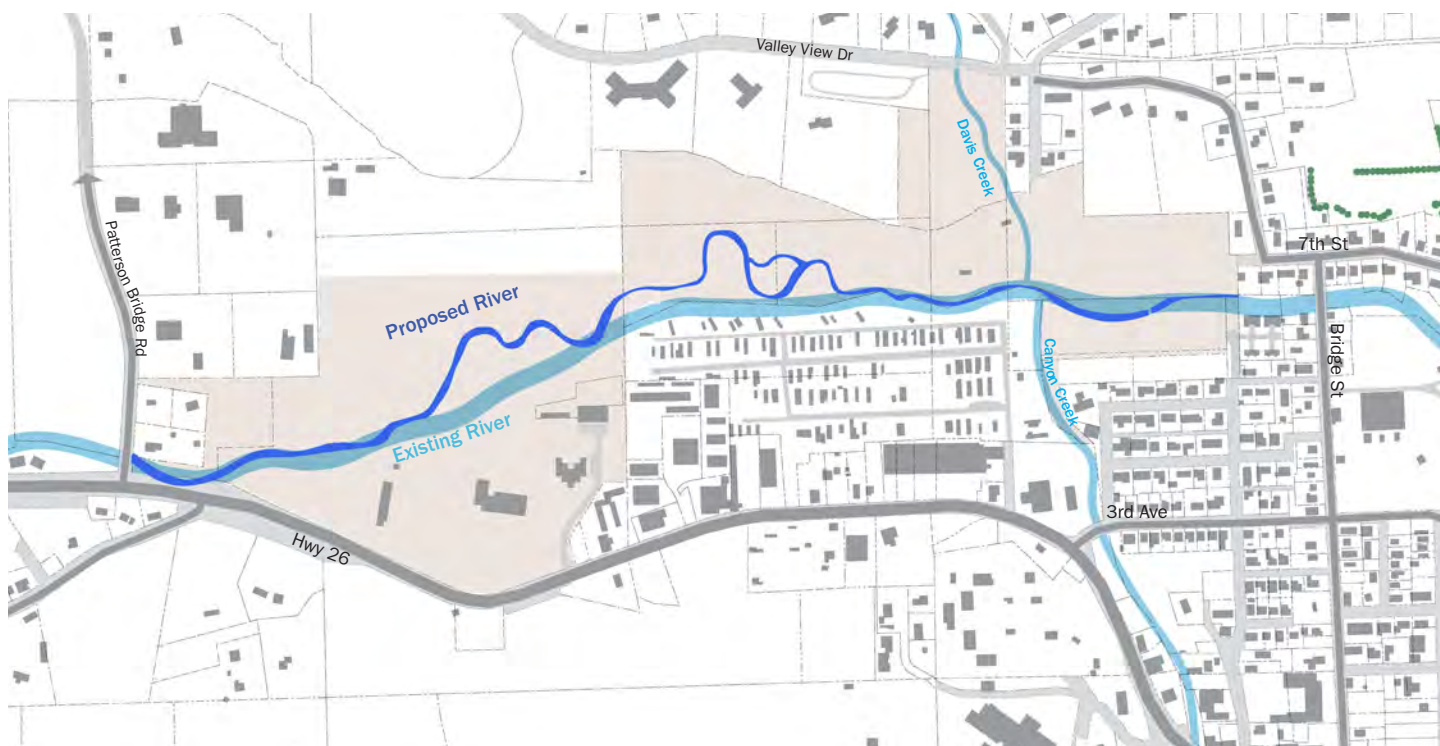 Valley View Dr
Davis Creek
Patterson Bridge Rd
7th St
Proposed River
Bridge St
Canyon Creek
Existing River
3rd Ave
Hwy 26